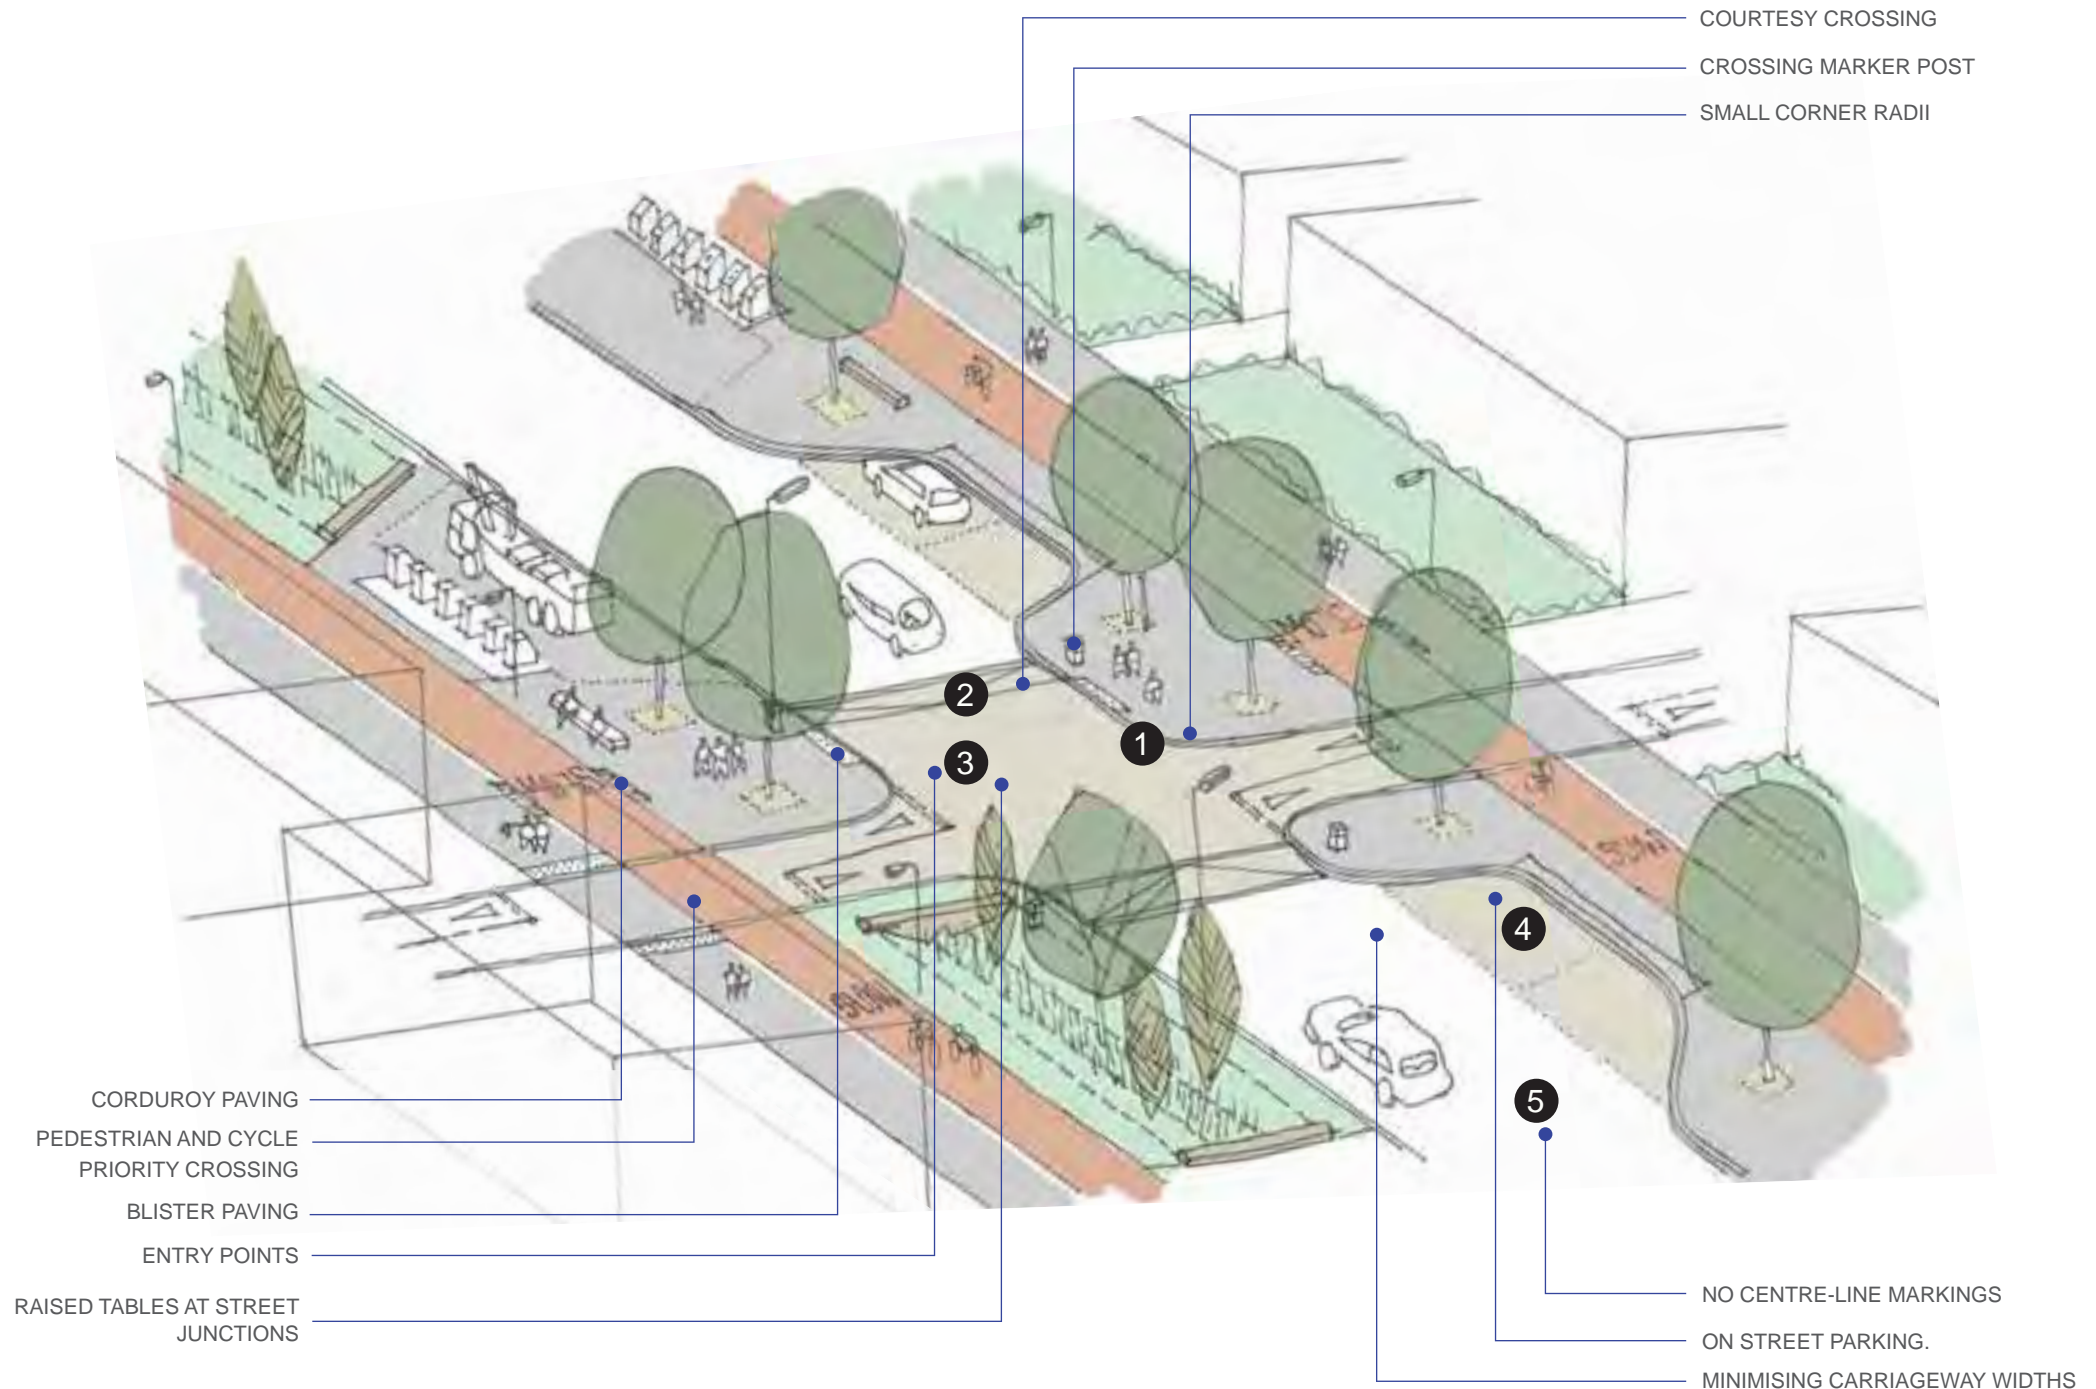 COURTESY CROSSING
CROSSING MARKER POST
SMALL CORNER RADII
2
1
3
4
5
CORDUROY PAVING
PEDESTRIAN AND CYCLE
PRIORITY CROSSING
BLISTER PAVING
ENTRY POINTS
RAISED TABLES AT STREET
JUNCTIONS
NO CENTRE-LINE MARKINGS
ON STREET PARKING.
MINIMISING CARRIAGEWAY WIDTHS